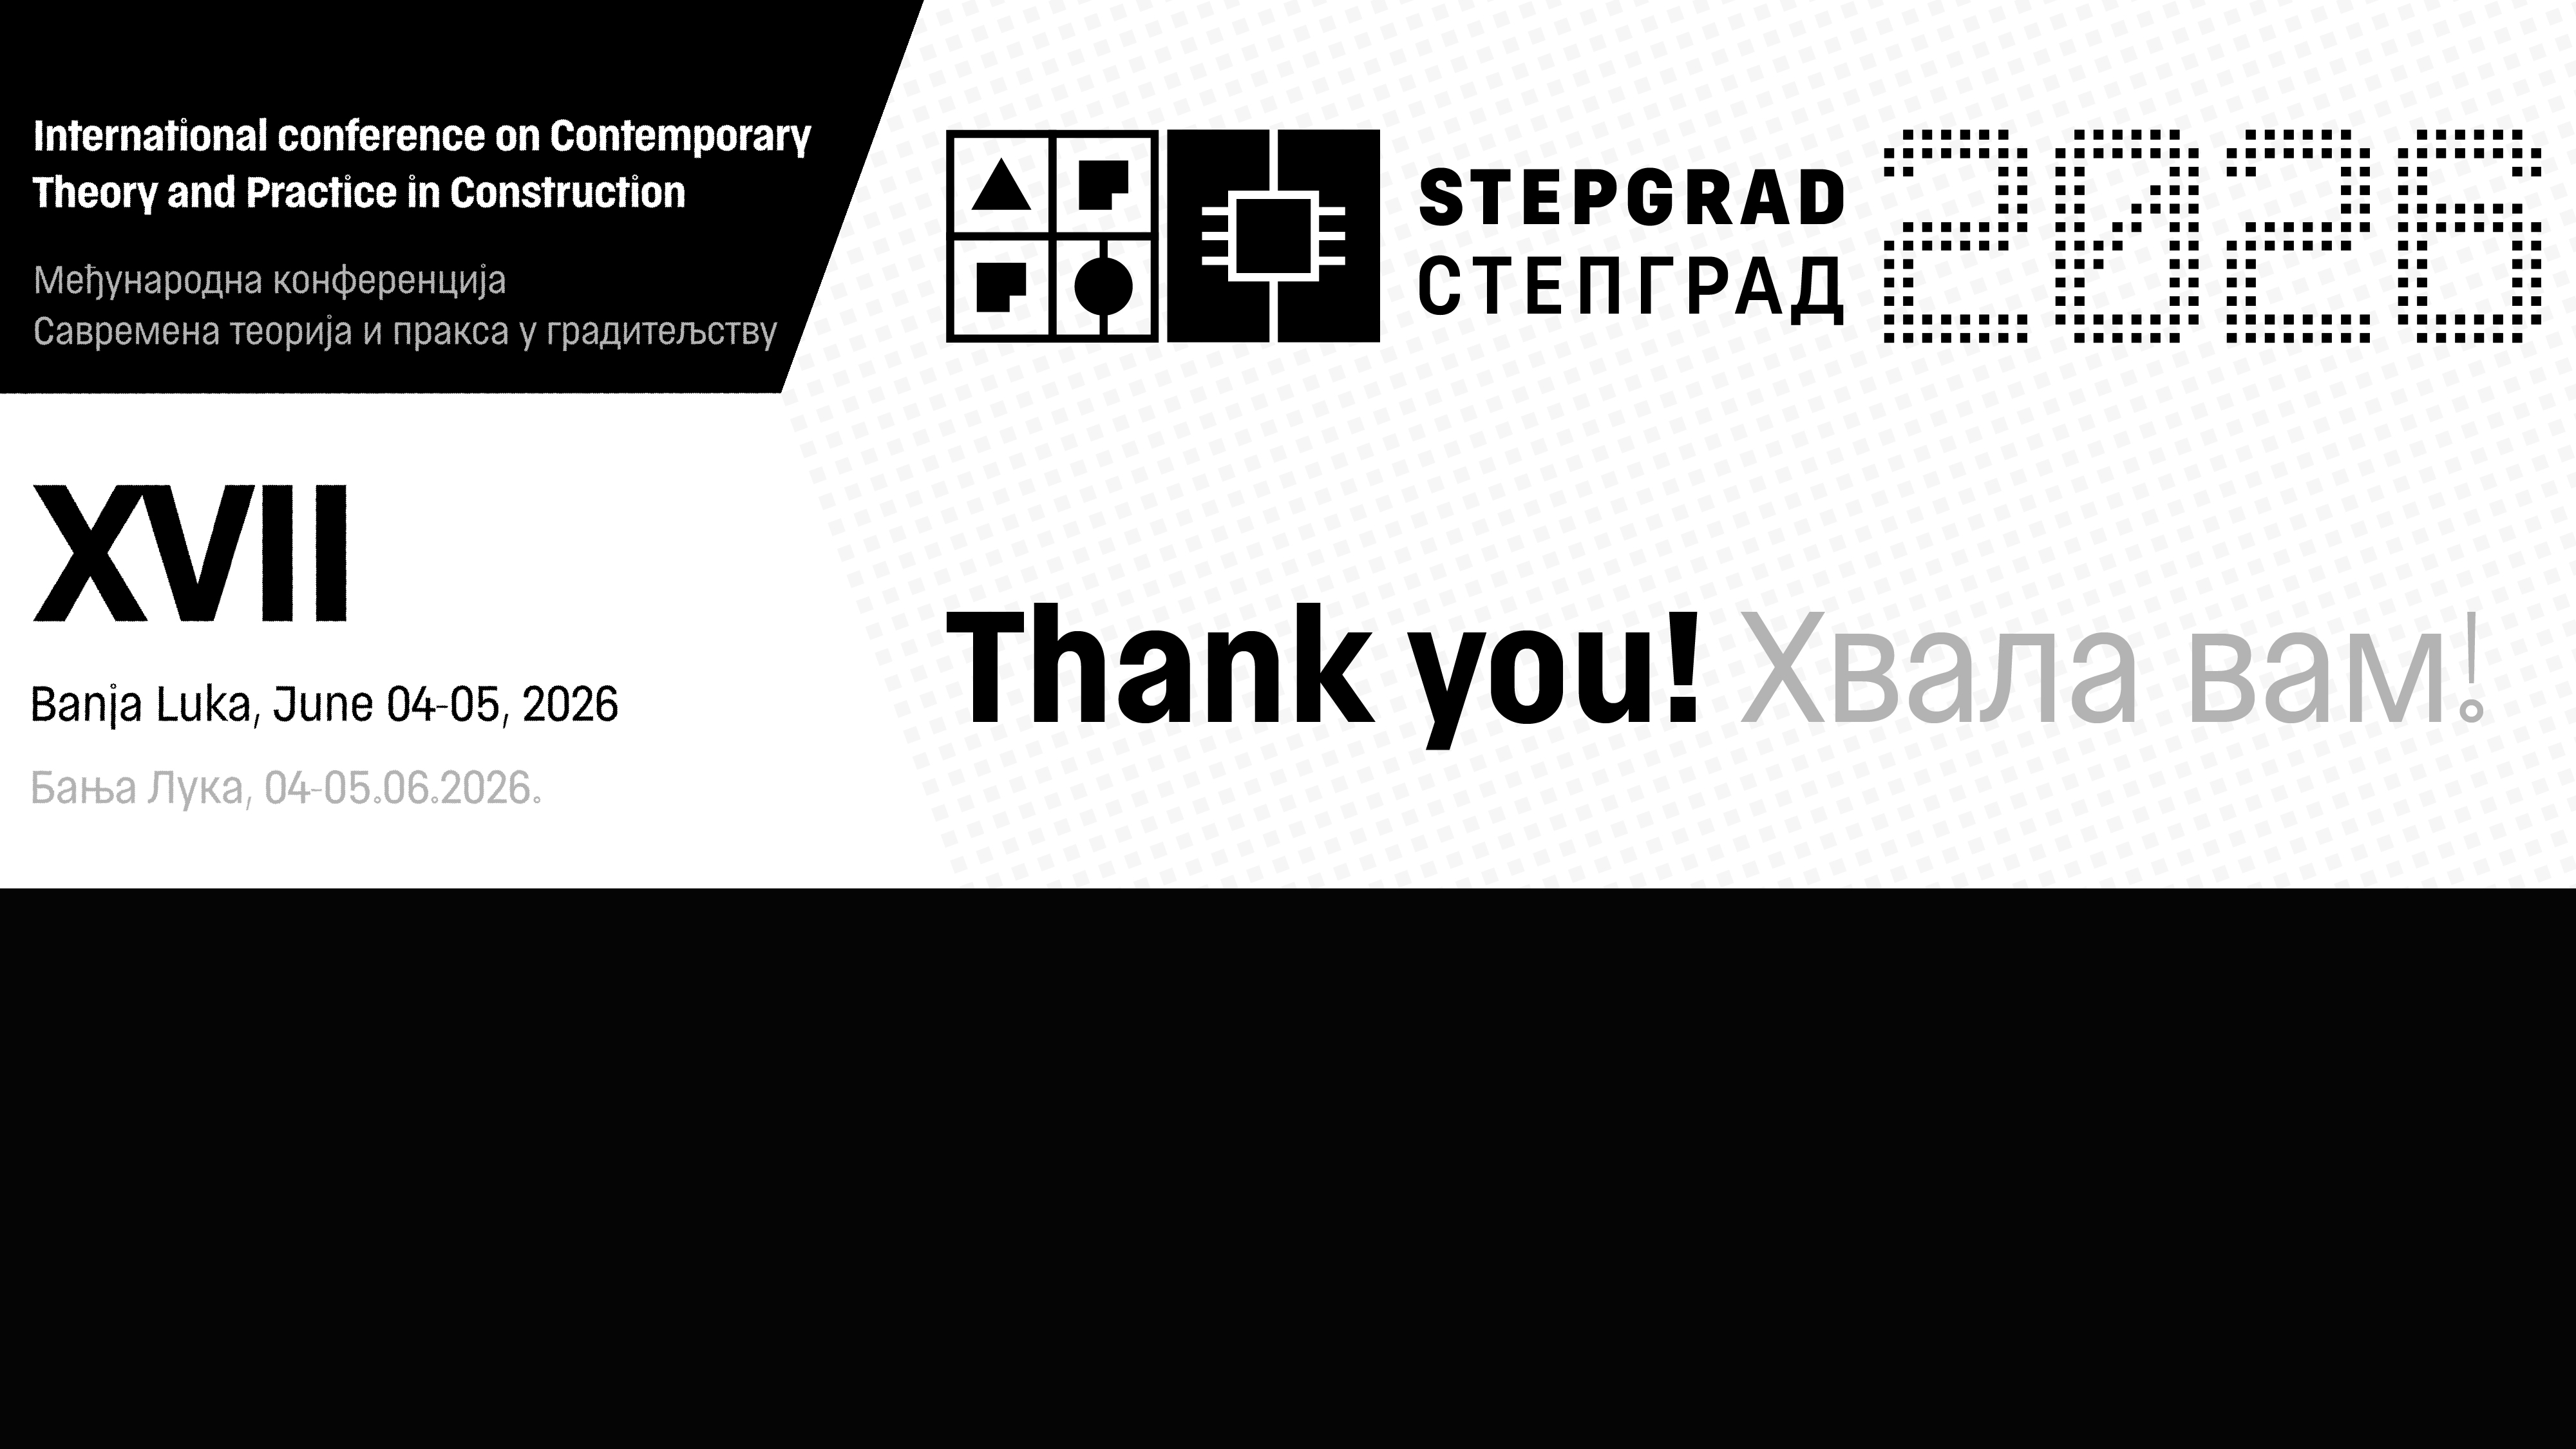 International conference on Contemporary
Theory and Practice in Construction
Међународна конференција
Савремена теорија и пракса у градитељству
STEPGRAD
СТЕПГРАД
2026
XVII
Banja Luka, June 04-05, 2026
Бања Лука, 04-05.06.2026.
Thank you! Хвала вам!